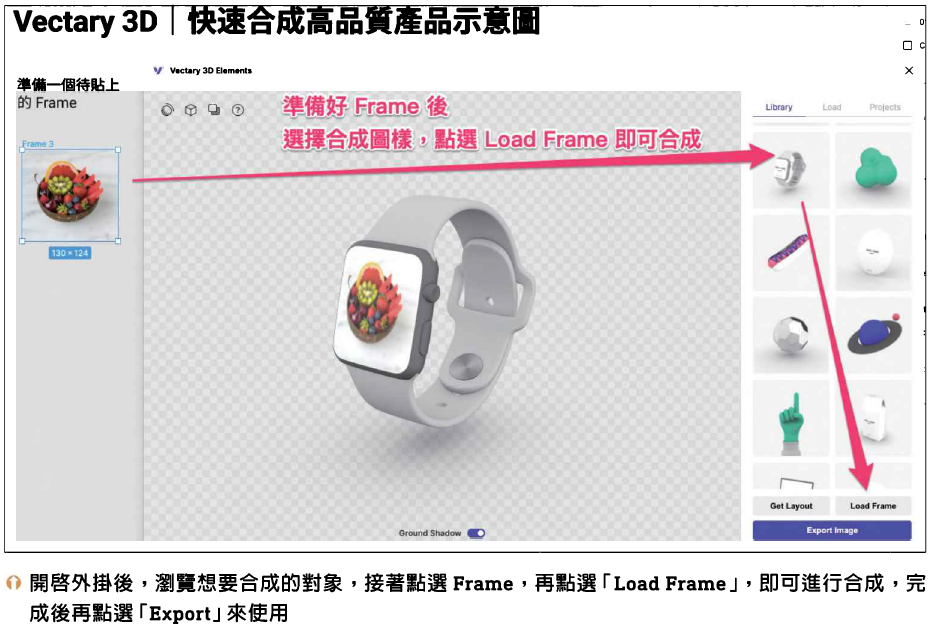 Vectary 3D｜快速合成高品質產品示意圖
Vectary 3D Elements
準備一個待貼上
的 Frame
準備好 Frame 後
選擇合成圖樣，點選 Load Frame 即可合成
Library Load Projects
Frame 3
130 × 124
Get Layout Load Frame
Ground Shadow
Export Image
開啓外掛後，瀏覽想要合成的對象，接著點選 Frame，再點選「Load Frame」，即可進行合成，完
成後再點選「Export」來使用